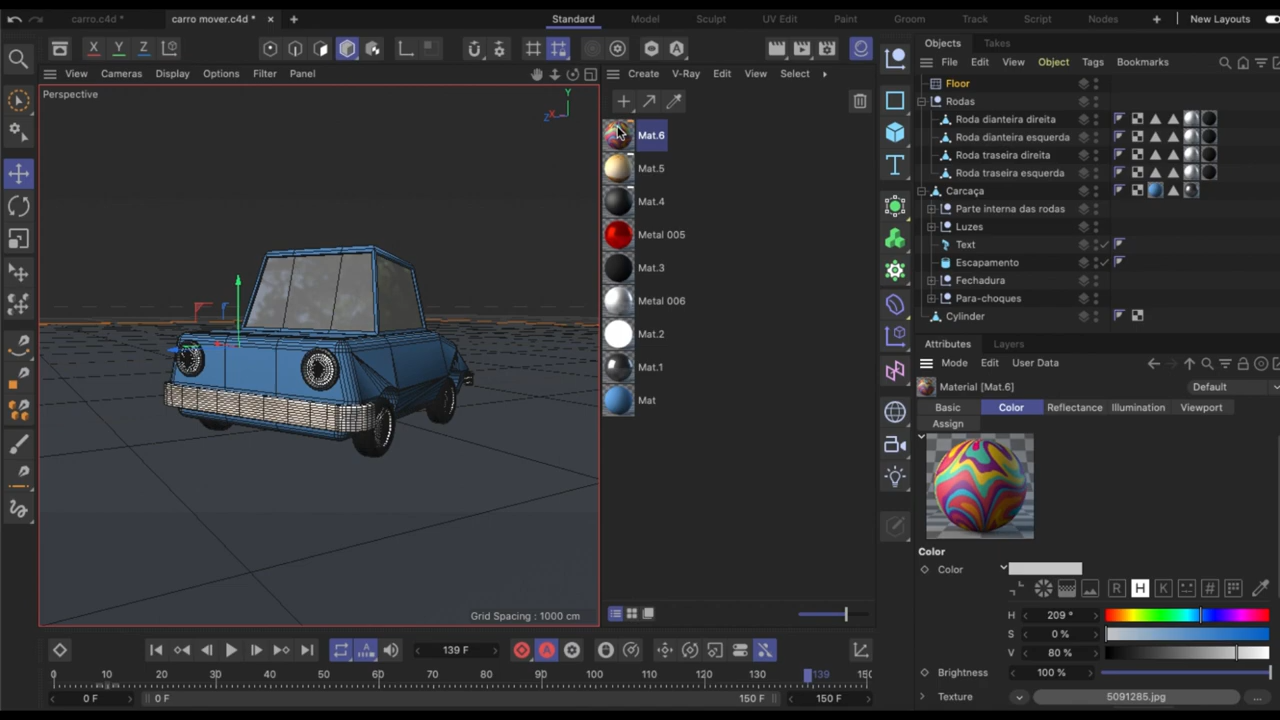 carro.c4d *
carro mover.c4d *
Standard
Model
Sculpt
UV Edit
Paint
Groom
Track
Script
Nodes
New Layouts
X Y Z
View
Cameras
Display
Options
Filter
Panel
Create
V-Ray
Edit
View
Select
Perspective
Y
Z
X
Mat.6
Mat.5
Mat.4
Metal 005
Mat.3
Metal 006
Mat.2
Mat.1
Mat
Grid Spacing : 1000 cm
Objects
Takes
File
Edit
View
Object
Tags
Bookmarks
Floor
Rodas
Roda dianteira direita
Roda dianteira esquerda
Roda traseira direita
Roda traseira esquerda
Carcaça
Parte interna das rodas
Luzes
Text
Escapamento
Fechadura
Para-choques
Cylinder
Attributes
Layers
Mode
Edit
User Data
Material [Mat.6]
Default
Basic
Color
Reflectance
Illumination
Viewport
Assign
Color
Color
R H K #
H 209 °
S 0 %
V 80 %
Brightness 100 %
Texture 5091285.jpg ...
139 F
0 10 20 30 40 50 60 70 80 90 100 110 120 130 139 150
0 F
0 F
150 F
150 F